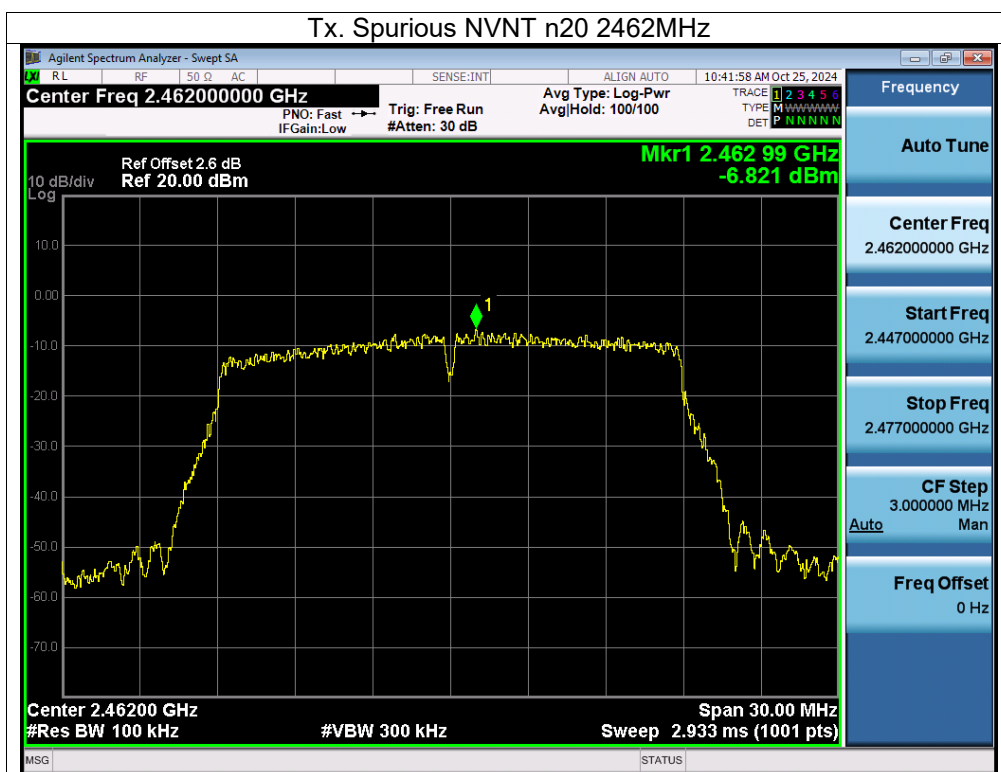 Tx. Spurious NVNT n20 2462MHz
Agilent Spectrum Analyzer - Swept SA
LXI RL RF 50 Ω AC SENSE:INT ALIGN AUTO 10:41:58 AM Oct 25, 2024
Center Freq 2.462000000 GHz
PNO: Fast
IFGain:Low
Trig: Free Run
#Atten: 30 dB
Avg Type: Log-Pwr
Avg|Hold: 100/100
TRACE 1 2 3 4 5 6
TYPE M WWWWW
DET P N N N N N
Mkr1 2.462 99 GHz
-6.821 dBm
Ref Offset 2.6 dB
10 dB/div Ref 20.00 dBm
Log
10.0
0.00
-10.0
-20.0
-30.0
-40.0
-50.0
-60.0
-70.0
1
Center 2.46200 GHz Span 30.00 MHz
#Res BW 100 kHz #VBW 300 kHz Sweep 2.933 ms (1001 pts)
MSG STATUS
Frequency
Auto Tune
Center Freq
2.462000000 GHz
Start Freq
2.447000000 GHz
Stop Freq
2.477000000 GHz
CF Step
3.000000 MHz
Auto Man
Freq Offset
0 Hz